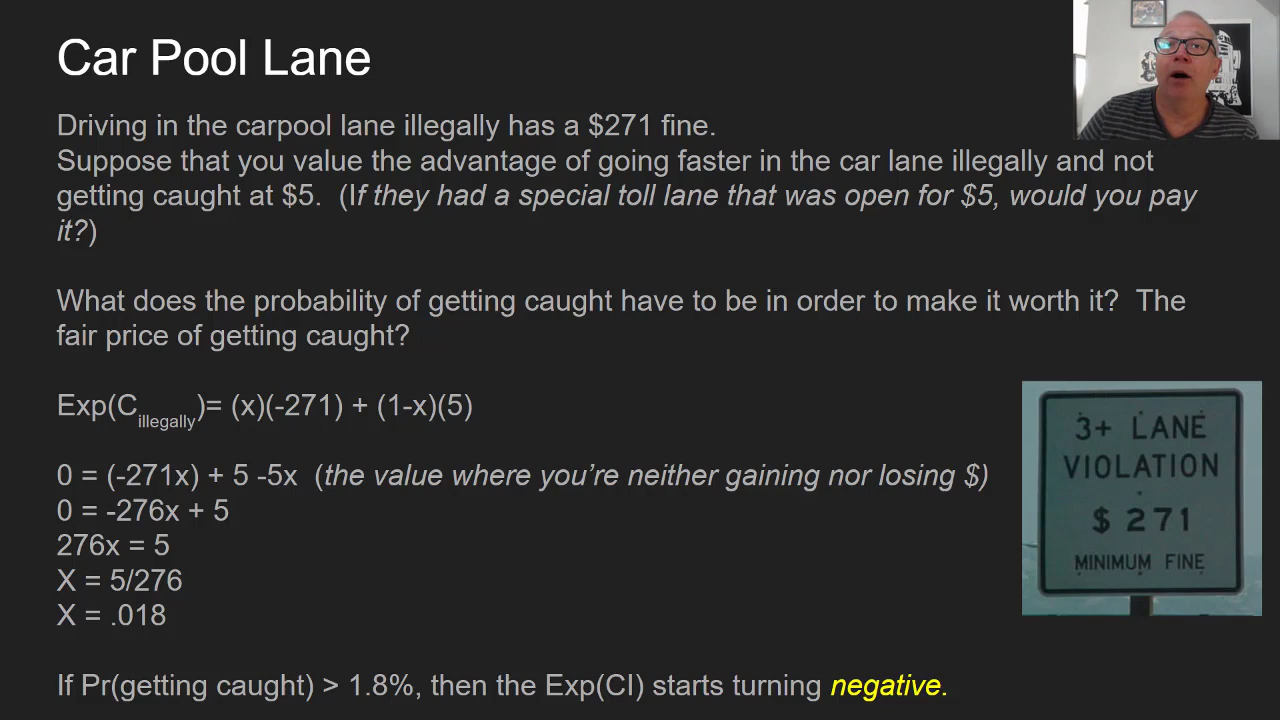 Car Pool Lane
Driving in the carpool lane illegally has a $271 fine.
Suppose that you value the advantage of going faster in the car lane illegally and not
getting caught at $5.  (If they had a special toll lane that was open for $5, would you pay
it?)
What does the probability of getting caught have to be in order to make it worth it?  The
fair price of getting caught?
Exp(Cillegally)= (x)(-271) + (1-x)(5)
0 = (-271x) + 5 -5x  (the value where you’re neither gaining nor losing $)
0 = -276x + 5
276x = 5
X = 5/276
X = .018
If Pr(getting caught) > 1.8%, then the Exp(CI) starts turning negative.
3+ LANE
VIOLATION
$ 271
MINIMUM FINE